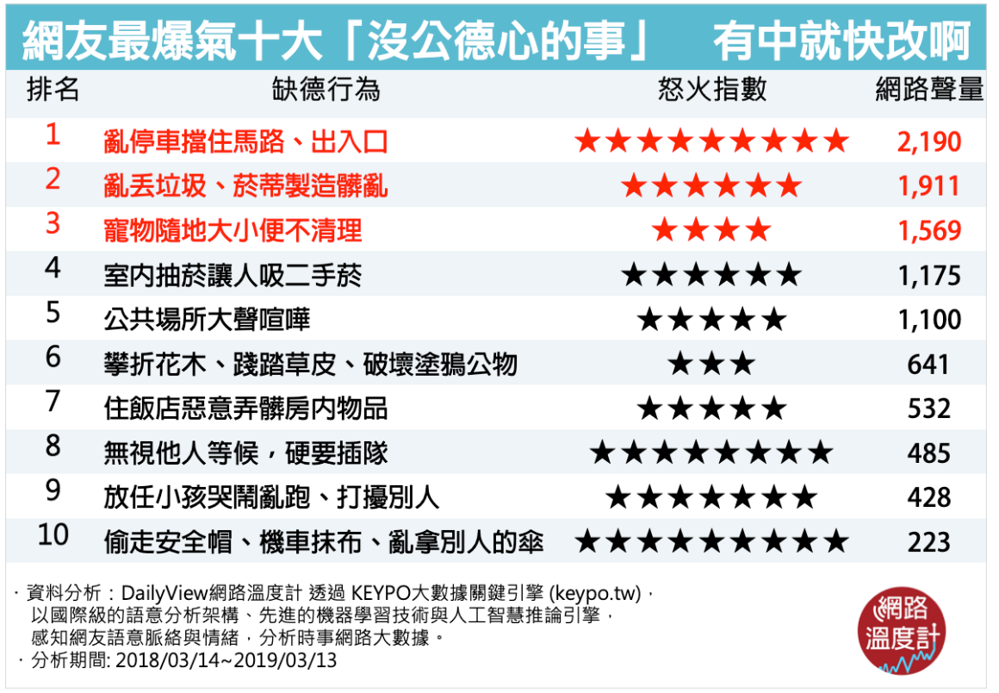 網友最爆氣十大「沒公德心的事」 有中就快改啊
排名 缺德行為 怒火指數 網路聲量
1 亂停車擋住馬路、出入口 ★★★★★★★★★ 2,190
2 亂丟垃圾、菸蒂製造髒亂 ★★★★★★ 1,911
3 寵物隨地大小便不清理 ★★★★ 1,569
4 室內抽菸讓人吸二手菸 ★★★★★★ 1,175
5 公共場所大聲喧嘩 ★★★★★ 1,100
6 攀折花木、踐踏草皮、破壞塗鴉公物 ★★★ 641
7 住飯店惡意弄髒房內物品 ★★★★★ 532
8 無視他人等候，硬要插隊 ★★★★★★★★ 485
9 放任小孩哭鬧亂跑、打擾別人 ★★★★★★★ 428
10 偷走安全帽、機車抹布、亂拿別人的傘 ★★★★★★★★★ 223
．資料分析：DailyView網路溫度計 透過 KEYPO大數據關鍵引擎 (keypo.tw)，
以國際級的語意分析架構、先進的機器學習技術與人工智慧推論引擎，
感知網友語意脈絡與情緒，分析時事網路大數據。
．分析期間: 2018/03/14~2019/03/13
網路
溫度計